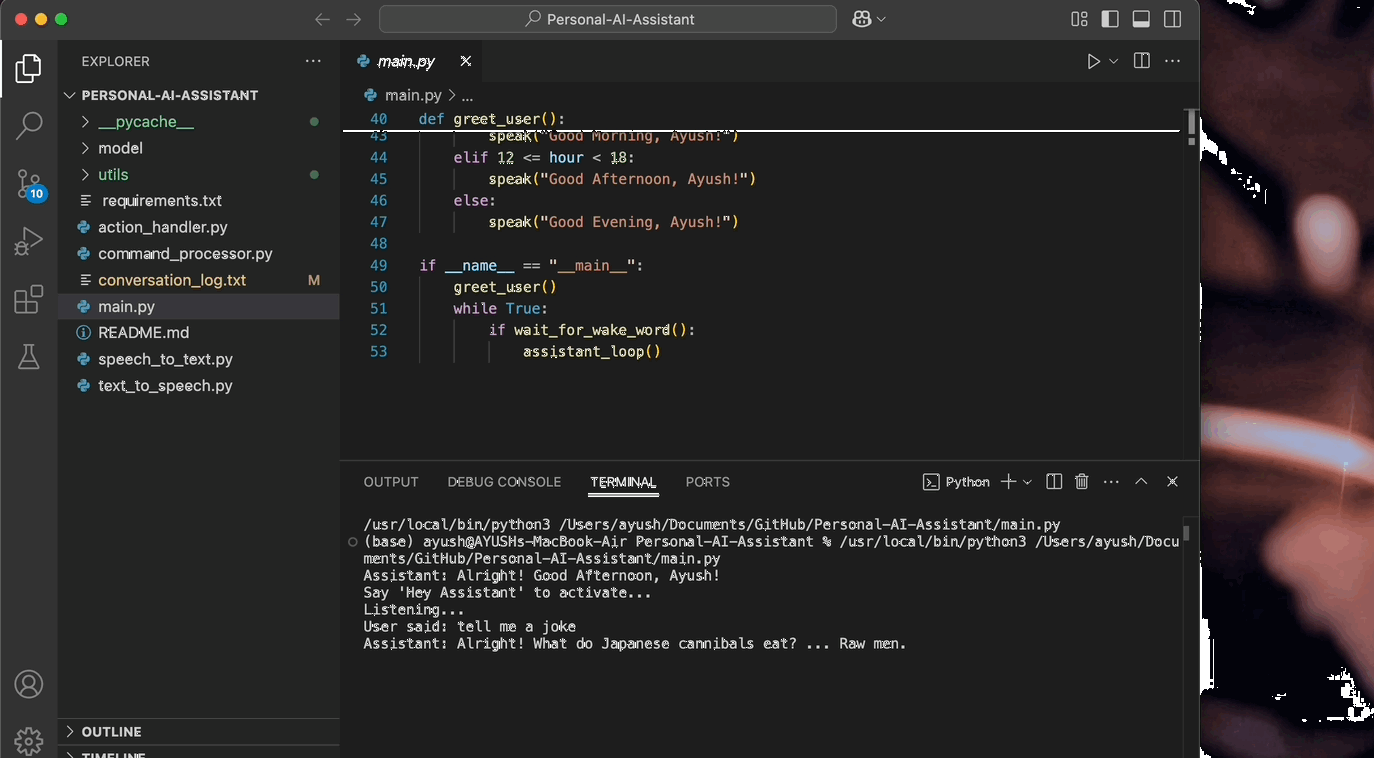 Personal-AI-Assistant
EXPLORER
PERSONAL-AI-ASSISTANT
__pycache__
model
utils
requirements.txt
action_handler.py
command_processor.py
conversation_log.txt M
main.py
README.md
speech_to_text.py
text_to_speech.py
OUTLINE
TIMELINE
10
main.py
main.py > ...
40 def greet_user():
43 speak("Good Morning, Ayush!")
44 elif 12 <= hour < 18:
45 speak("Good Afternoon, Ayush!")
46 else:
47 speak("Good Evening, Ayush!")
48
49 if __name__ == "__main__":
50 greet_user()
51 while True:
52 if wait_for_wake_word():
53 assistant_loop()
OUTPUT DEBUG CONSOLE TERMINAL PORTS Python
/usr/local/bin/python3 /Users/ayush/Documents/GitHub/Personal-AI-Assistant/main.py
(base) ayush@AYUSHs-MacBook-Air Personal-AI-Assistant % /usr/local/bin/python3 /Users/ayush/Docu
ments/GitHub/Personal-AI-Assistant/main.py
Assistant: Alright! Good Afternoon, Ayush!
Say 'Hey Assistant' to activate...
Listening...
User said: tell me a joke
Assistant: Alright! What do Japanese cannibals eat? ... Raw men.